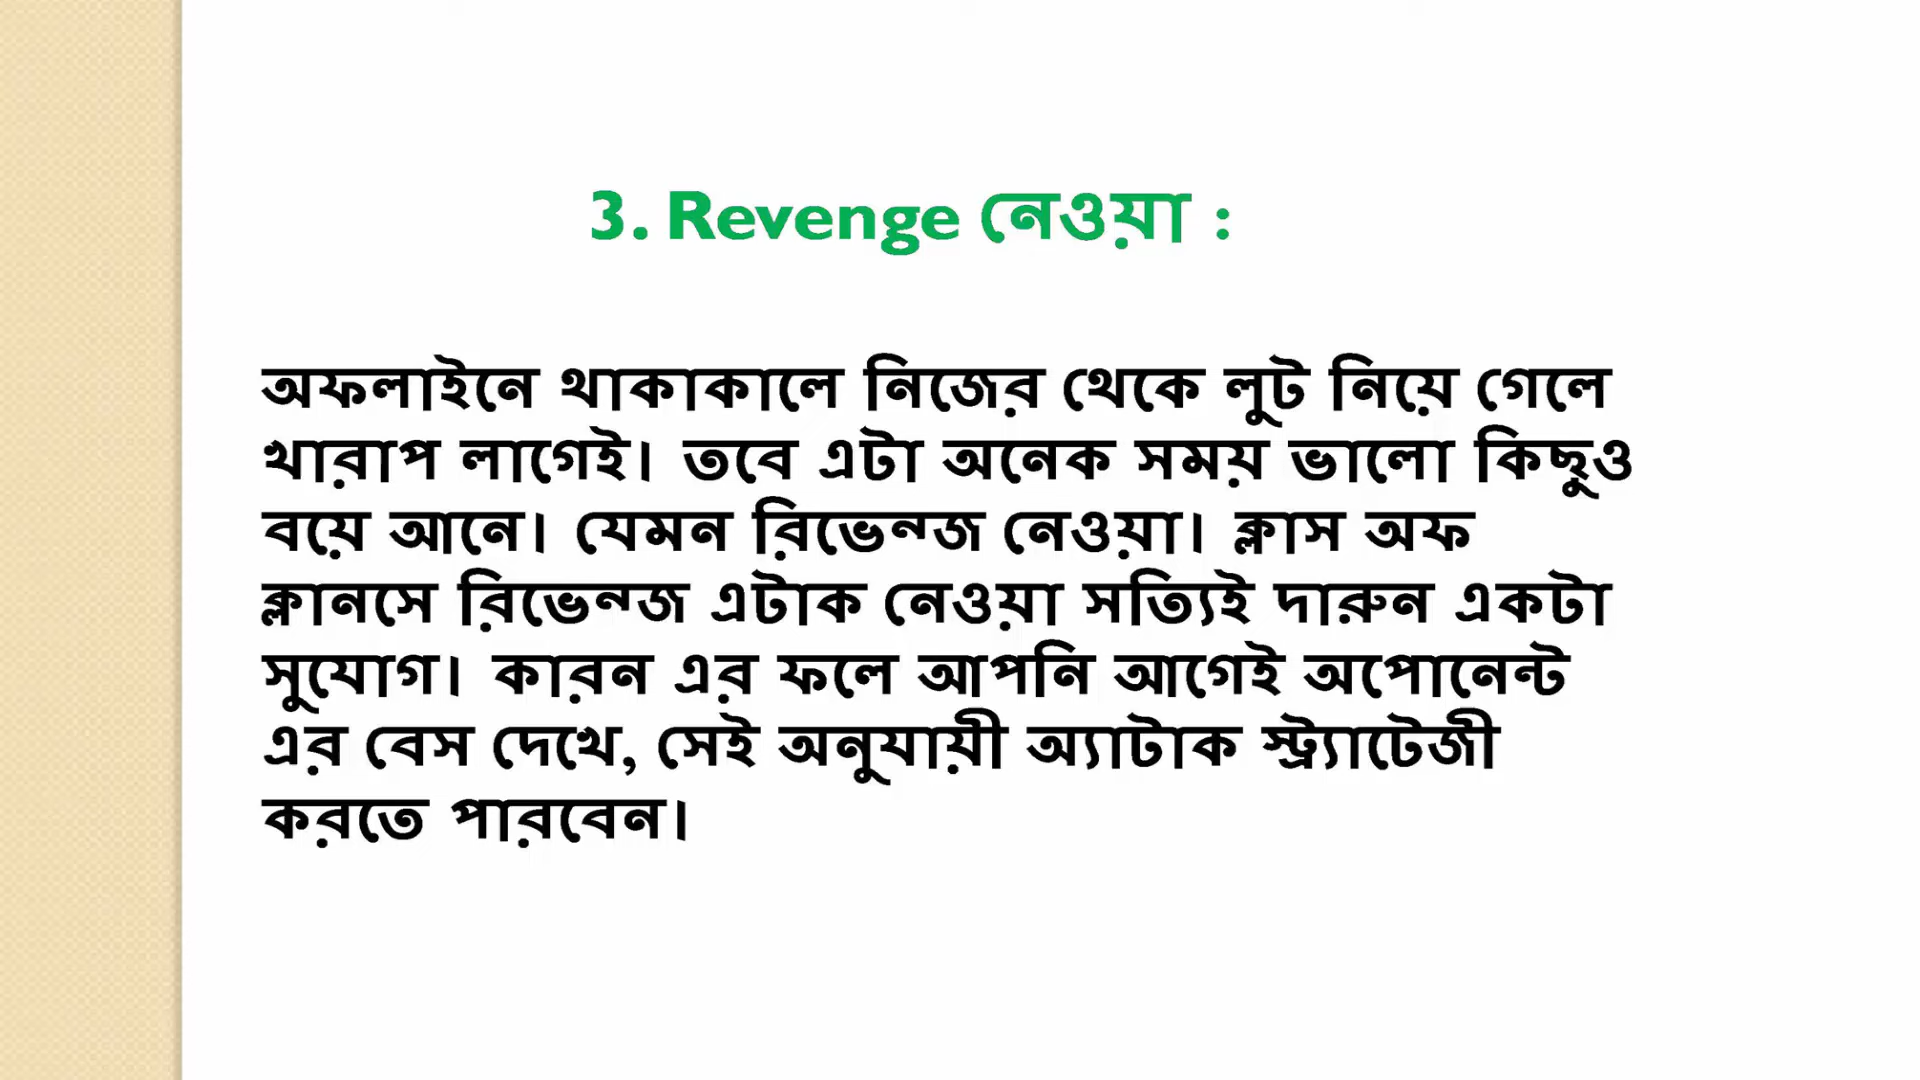 3. Revenge নেওয়া :
অফলাইনে থাকাকালে নিজের থেকে লুট নিয়ে গেলে
খারাপ লাগেই। তবে এটা অনেক সময় ভালো কিছুও
বয়ে আনে। যেমন রিভেন্জ নেওয়া। ক্লাস অফ
ক্লানসে রিভেন্জ এটাক নেওয়া সত্যিই দারুন একটা
সুযোগ। কারন এর ফলে আপনি আগেই অপোনেন্ট
এর বেস দেখে, সেই অনুযায়ী অ্যাটাক স্ট্র্যাটেজী
করতে পারবেন।